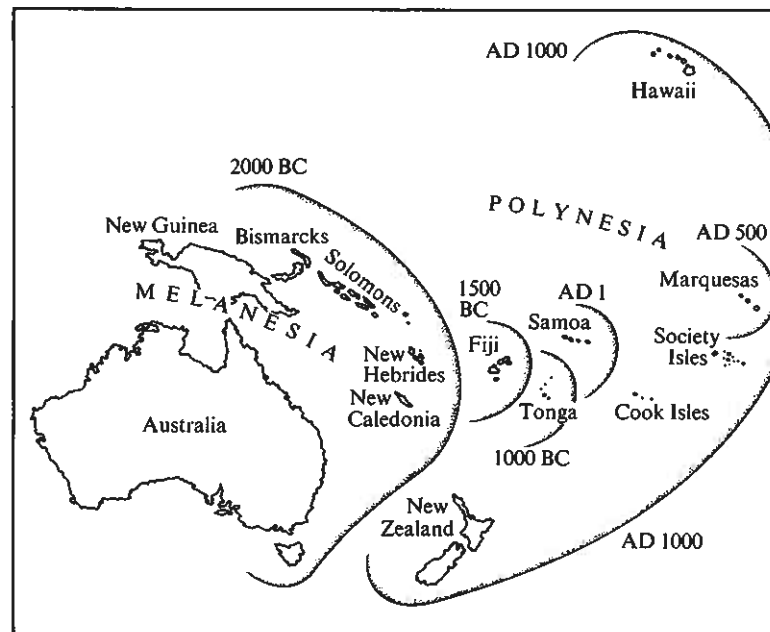 AD 1000
Hawaii
2000 BC
POLYNESIA
New Guinea
Bismarcks
Solomons
AD 500
Marquesas
MELANESIA
1500
BC
AD 1
Samoa
Fiji
Society
Isles
New
Hebrides
New
Caledonia
Tonga
Cook Isles
Australia
1000 BC
New
Zealand
AD 1000